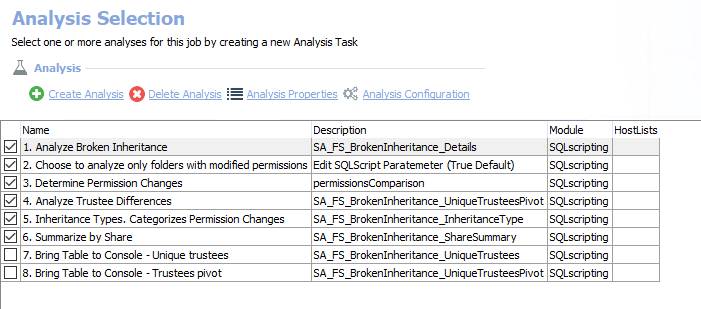 Analysis Selection
Select one or more analyses for this job by creating a new Analysis Task
Analysis
Create Analysis Delete Analysis Analysis Properties Analysis Configuration
Name Description Module HostLists
1. Analyze Broken Inheritance SA_FS_BrokenInheritance_Details SQLscripting
2. Choose to analyze only folders with modified permissions Edit SQLScript Paratemeter (True Default) SQLscripting
3. Determine Permission Changes permissionsComparison SQLscripting
4. Analyze Trustee Differences SA_FS_BrokenInheritance_UniqueTrusteesPivot SQLscripting
5. Inheritance Types. Categorizes Permission Changes SA_FS_BrokenInheritance_InheritanceType SQLscripting
6. Summarize by Share SA_FS_BrokenInheritance_ShareSummary SQLscripting
7. Bring Table to Console - Unique trustees SA_FS_BrokenInheritance_UniqueTrustees SQLscripting
8. Bring Table to Console - Trustees pivot SA_FS_BrokenInheritance_UniqueTrusteesPivot SQLscripting